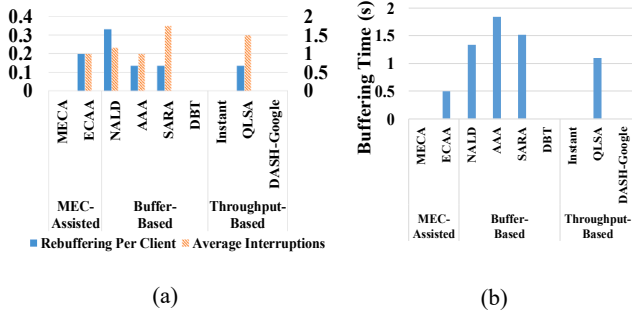 0.4
0.3
0.2
0.1
0
2
1.5
1
0.5
0
MECA
ECAA
NALD
AAA
SARA
DBT
Instant
QLSA
DASH-Google
MEC-
Assisted
Buffer-
Based
Throughput-
Based
Rebuffering Per Client
Average Interruptions
(a)
Buffering Time (s)
2
1.5
1
0.5
0
MECA
ECAA
NALD
AAA
SARA
DBT
Instant
QLSA
DASH-Google
MEC-
Assisted
Buffer-
Based
Throughput-
Based
(b)